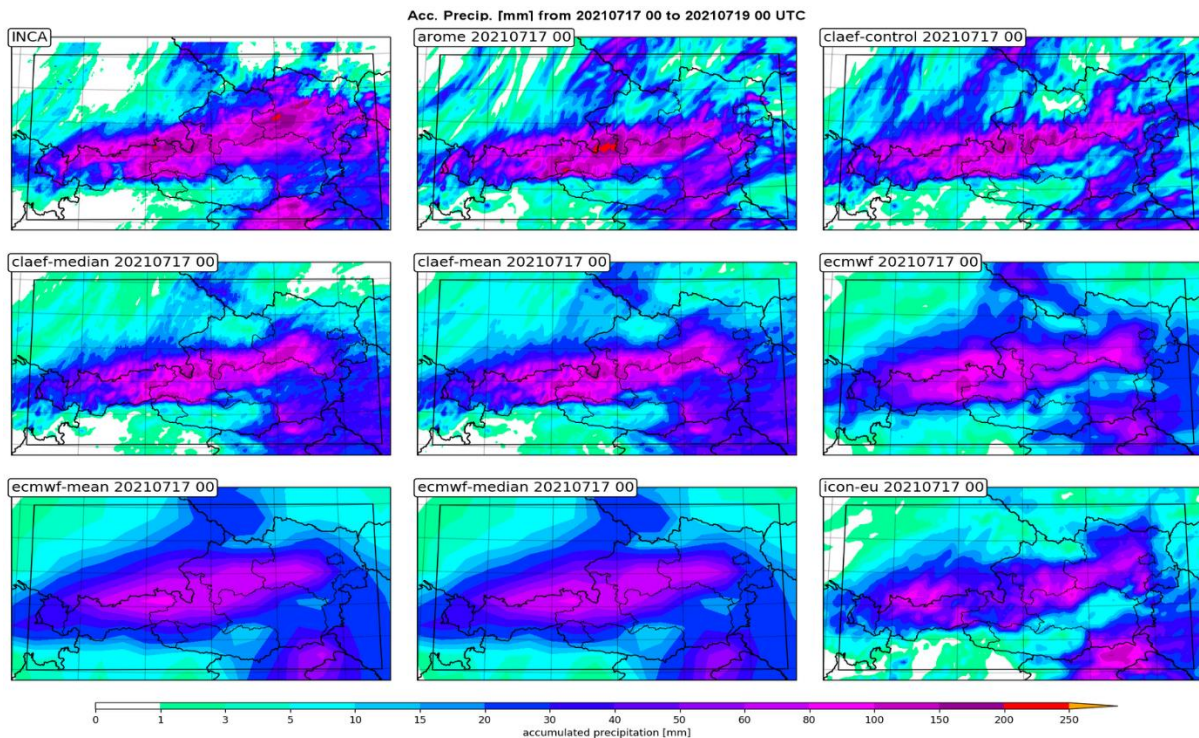 Acc. Precip. [mm] from 20210717 00 to 20210719 00 UTC
INCA
arome 20210717 00
claef-control 20210717 00
claef-median 20210717 00
claef-mean 20210717 00
ecmwf 20210717 00
ecmwf-mean 20210717 00
ecmwf-median 20210717 00
icon-eu 20210717 00
0 1 3 5 10 15 20 30 40 50 60 80 100 150 200 250
accumulated precipitation [mm]